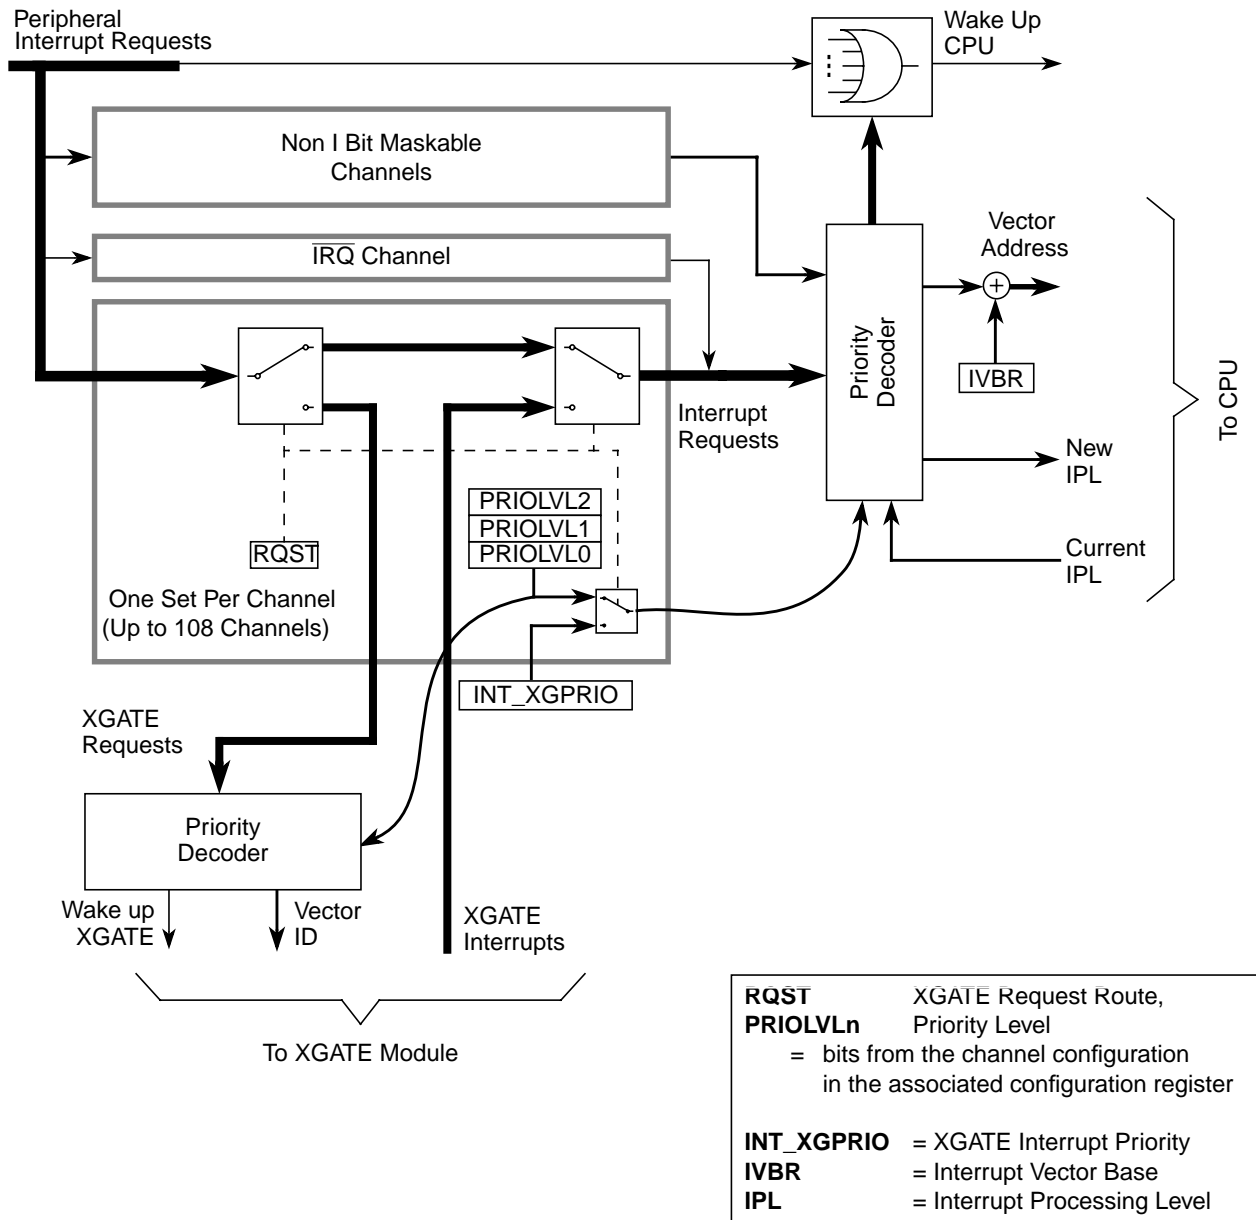 Peripheral
Interrupt Requests
Wake Up
CPU
Non I Bit Maskable
Channels
IRQ Channel
Vector
Address
Priority
Decoder
IVBR
To CPU
Interrupt
Requests
New
IPL
PRIOLVL2
PRIOLVL1
PRIOLVL0
RQST
Current
IPL
One Set Per Channel
(Up to 108 Channels)
INT_XGPRIO
XGATE
Requests
Priority
Decoder
Wake up
XGATE
Vector
ID
XGATE
Interrupts
To XGATE Module
RQST XGATE Request Route,
PRIOLVLn Priority Level
= bits from the channel configuration
in the associated configuration register
INT_XGPRIO = XGATE Interrupt Priority
IVBR = Interrupt Vector Base
IPL = Interrupt Processing Level